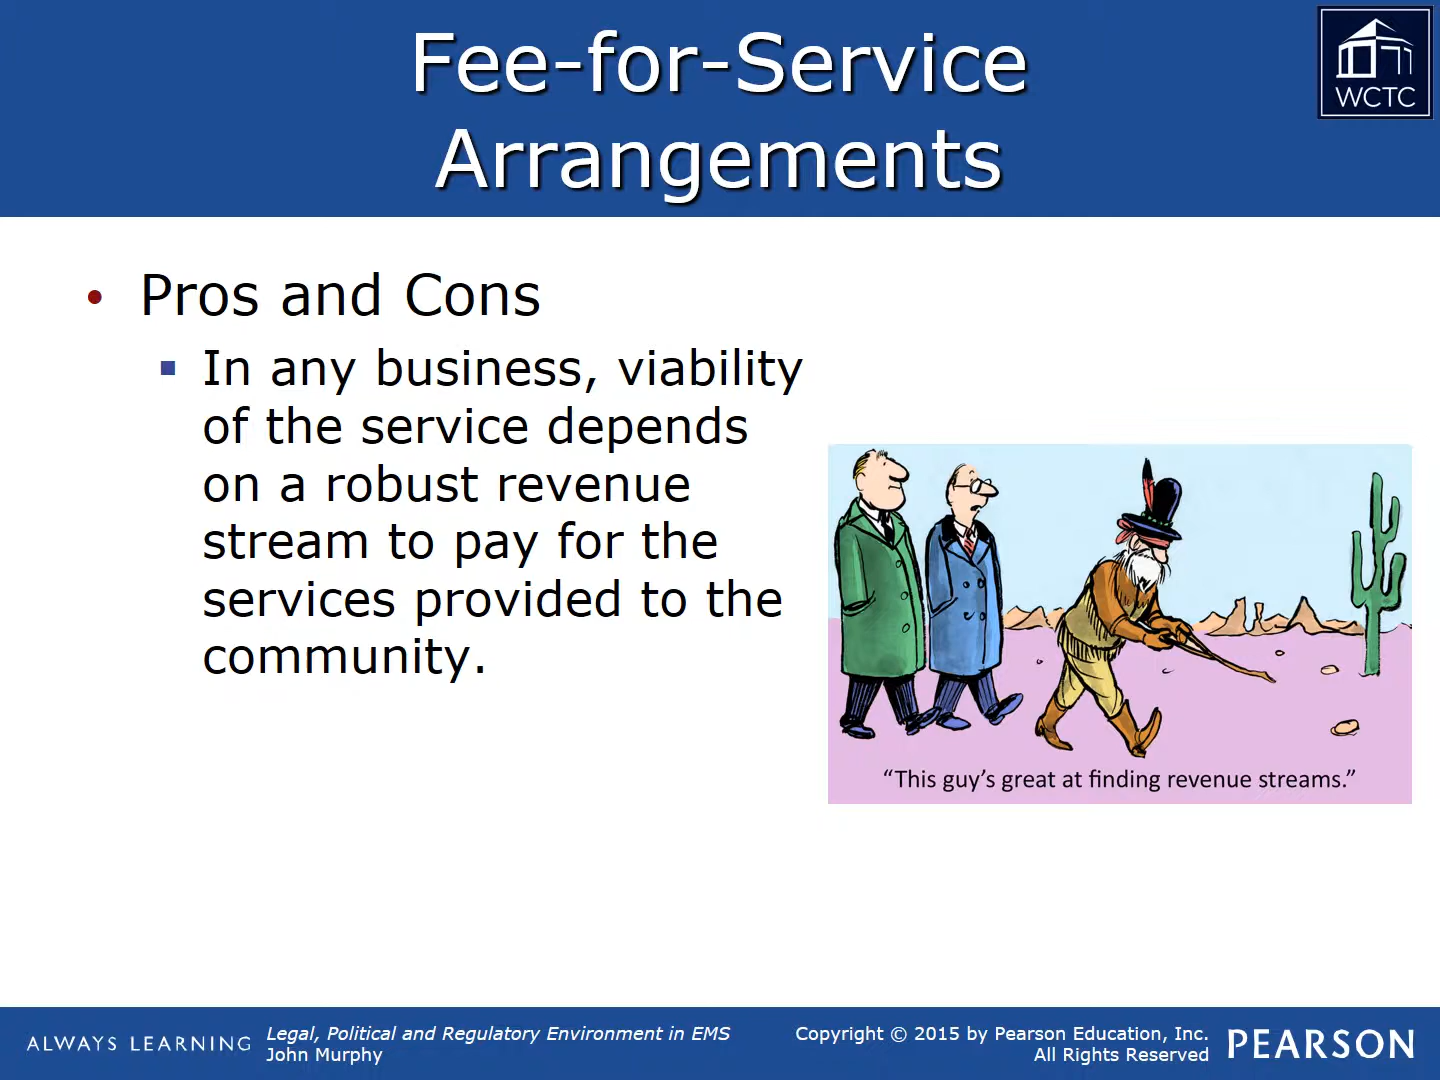 Fee-for-Service
Arrangements
WCTC
• Pros and Cons
▪ In any business, viability
of the service depends
on a robust revenue
stream to pay for the
services provided to the
community.
“This guy’s great at finding revenue streams.”
ALWAYS LEARNING
Legal, Political and Regulatory Environment in EMS
John Murphy
Copyright © 2015 by Pearson Education, Inc.
All Rights Reserved
PEARSON